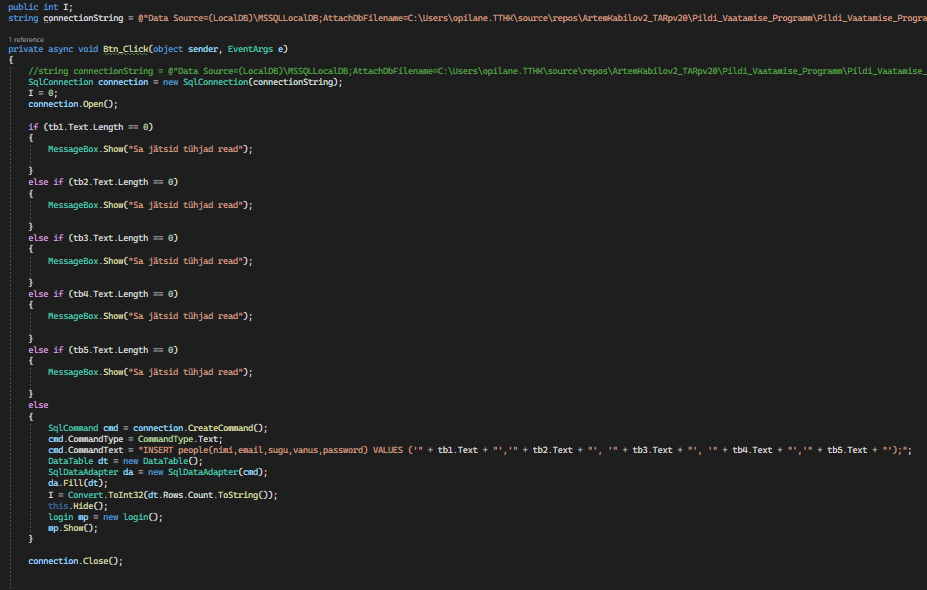 public int I;
string connectionString = @"Data Source=(LocalDB)\MSSQLLocalDB;AttachDbFilename=C:\Users\opilane.TTHK\source\repos\ArtemKabilov2_TARpv20\Pildi_Vaatamise_Programm\Pildi_Vaatamise_Progra
1 reference
private async void Btn_Click(object sender, EventArgs e)
{
//string connectionString = @"Data Source=(LocalDB)\MSSQLLocalDB;AttachDbFilename=C:\Users\opilane.TTHK\source\repos\ArtemKabilov2_TARpv20\Pildi_Vaatamise_Programm\Pildi_Vaatamise_
SqlConnection connection = new SqlConnection(connectionString);
I = 0;
connection.Open();
if (tb1.Text.Length == 0)
{
MessageBox.Show("Sa jätsid tühjad read");
}
else if (tb2.Text.Length == 0)
{
MessageBox.Show("Sa jätsid tühjad read");
}
else if (tb3.Text.Length == 0)
{
MessageBox.Show("Sa jätsid tühjad read");
}
else if (tb4.Text.Length == 0)
{
MessageBox.Show("Sa jätsid tühjad read");
}
else if (tb5.Text.Length == 0)
{
MessageBox.Show("Sa jätsid tühjad read");
}
else
{
SqlCommand cmd = connection.CreateCommand();
cmd.CommandType = CommandType.Text;
cmd.CommandText = "INSERT people(nimi,email,sugu,vanus,password) VALUES ('" + tb1.Text + "','" + tb2.Text + "', '" + tb3.Text + "', '" + tb4.Text + "','" + tb5.Text + "');";
DataTable dt = new DataTable();
SqlDataAdapter da = new SqlDataAdapter(cmd);
da.Fill(dt);
I = Convert.ToInt32(dt.Rows.Count.ToString());
this.Hide();
login mp = new login();
mp.Show();
}
connection.Close();